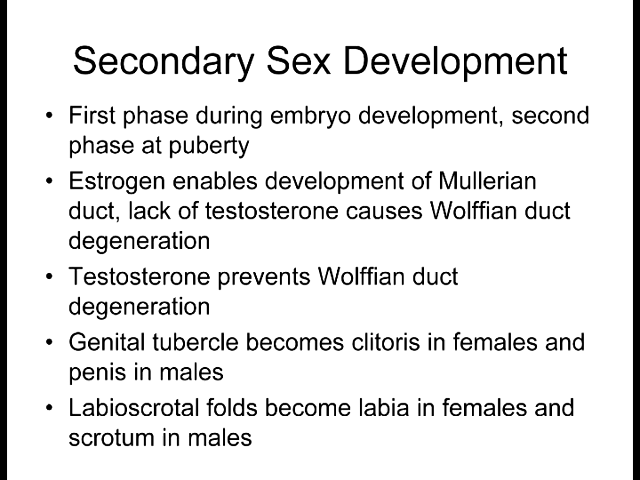 Secondary Sex Development
• First phase during embryo development, second
phase at puberty
• Estrogen enables development of Mullerian
duct, lack of testosterone causes Wolffian duct
degeneration
• Testosterone prevents Wolffian duct
degeneration
• Genital tubercle becomes clitoris in females and
penis in males
• Labioscrotal folds become labia in females and
scrotum in males